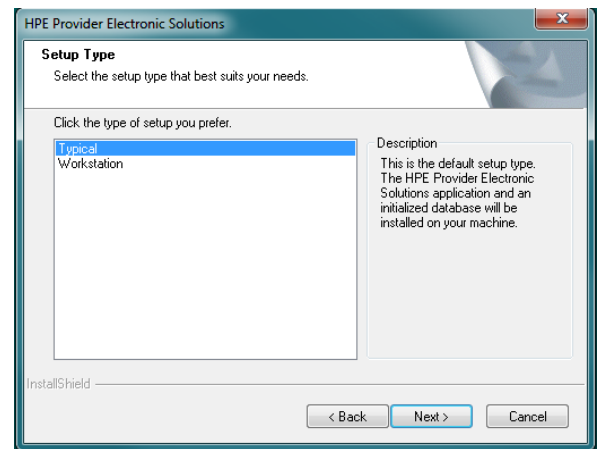 HPE Provider Electronic Solutions
x
Setup Type
Select the setup type that best suits your needs.
Click the type of setup you prefer.
Typical
Workstation
Description
This is the default setup type.
The HPE Provider Electronic
Solutions application and an
initialized database will be
installed on your machine.
InstallShield
< Back
Next >
Cancel